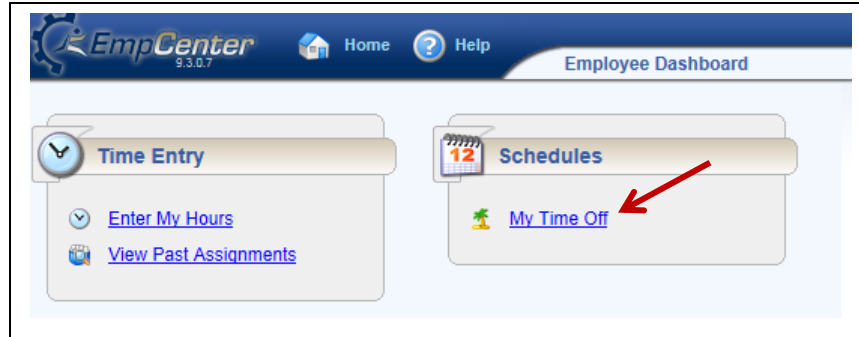 EmpCenter
9.3.0.7
Home
Help
Employee Dashboard
Time Entry
Enter My Hours
View Past Assignments
12
Schedules
My Time Off